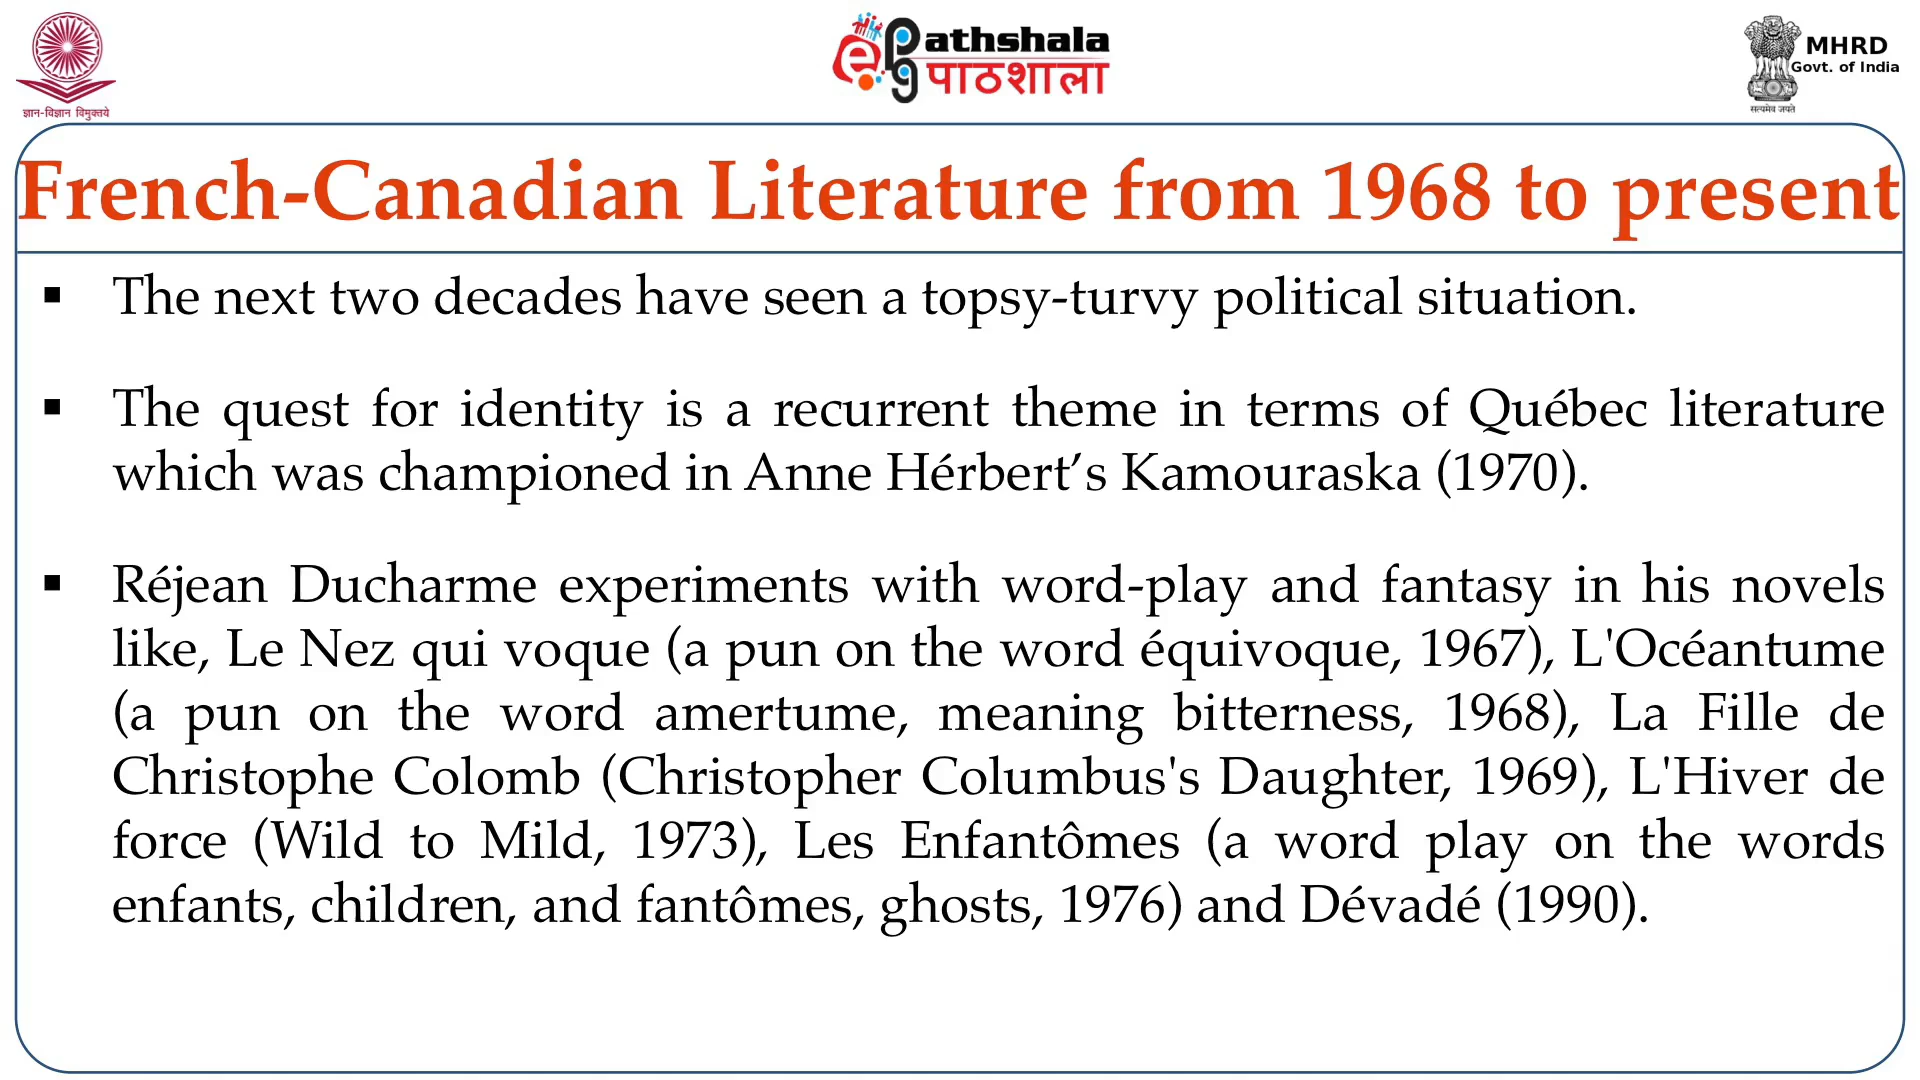 ज्ञान-विज्ञान विमुक्तये
ePG Pathshala
पाठशाला
MHRD
Govt. of India
सत्यमेव जयते
French-Canadian Literature from 1968 to present
▪ The next two decades have seen a topsy-turvy political situation.
▪ The quest for identity is a recurrent theme in terms of Québec literature
which was championed in Anne Hérbert’s Kamouraska (1970).
▪ Réjean Ducharme experiments with word-play and fantasy in his novels
like, Le Nez qui voque (a pun on the word équivoque, 1967), L'Océantume
(a pun on the word amertume, meaning bitterness, 1968), La Fille de
Christophe Colomb (Christopher Columbus's Daughter, 1969), L'Hiver de
force (Wild to Mild, 1973), Les Enfantômes (a word play on the words
enfants, children, and fantômes, ghosts, 1976) and Dévadé (1990).